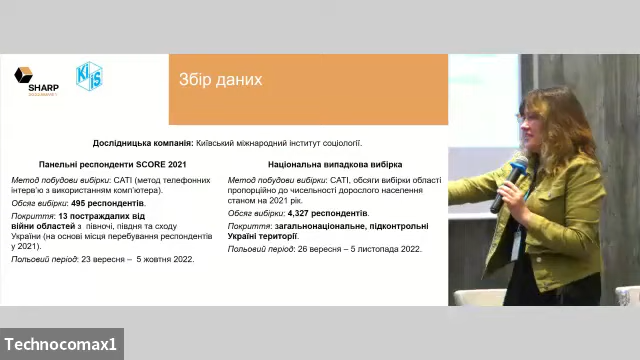 SHARP
KIIS
Збір даних
Дослідницька компанія: Київський міжнародний інститут соціології.
Панельні респонденти SCORE 2021
Метод побудови вибірки: CATI (метод телефонних
інтерв'ю з використанням комп'ютера).
Обсяг вибірки: 495 респондентів.
Покриття: 13 постраждалих від
війни областей з півночі, півдня та сходу
України (на основі місця перебування респондентів
у 2021).
Польовий період: 23 вересня – 5 жовтня 2022.
Національна випадкова вибірка
Метод побудови вибірки: CATI, обсяги вибірки області
пропорційно до чисельності дорослого населення
станом на 2021 рік.
Обсяг вибірки: 4,327 респондентів.
Покриття: загальнонаціональне, підконтрольні
Україні території.
Польовий період: 26 вересня – 5 листопада 2022.
Technocomax1